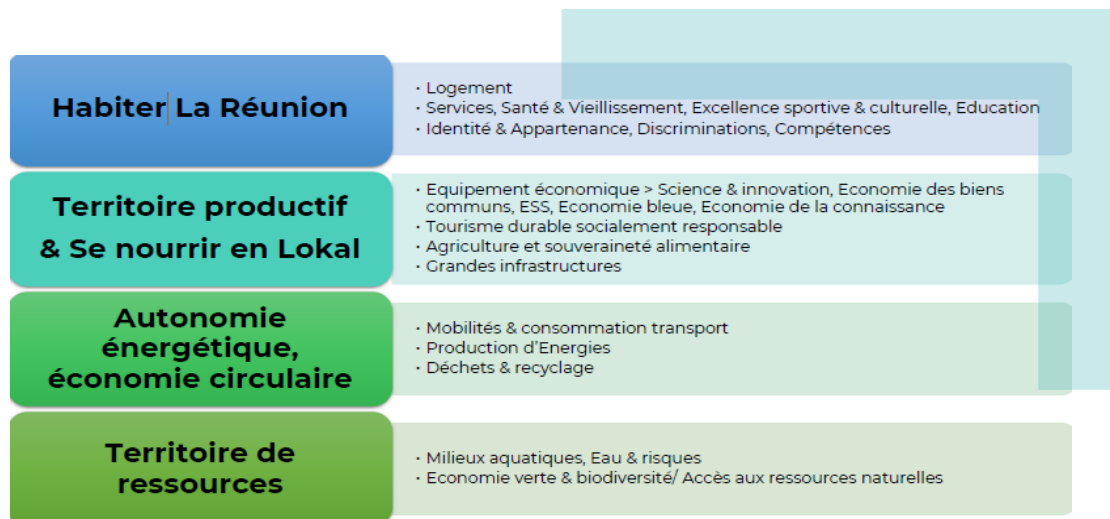 Habiter La Réunion
· Logement
· Services, Santé & Vieillissement, Excellence sportive & culturelle, Education
· Identité & Appartenance, Discriminations, Compétences
Territoire productif
& Se nourrir en Lokal
· Equipement économique > Science & innovation, Economie des biens
communs, ESS, Economie bleue, Economie de la connaissance
· Tourisme durable socialement responsable
· Agriculture et souveraineté alimentaire
· Grandes infrastructures
Autonomie
énergétique,
économie circulaire
· Mobilités & consommation transport
· Production d’Energies
· Déchets & recyclage
Territoire de
ressources
· Milieux aquatiques, Eau & risques
· Economie verte & biodiversité/ Accès aux ressources naturelles